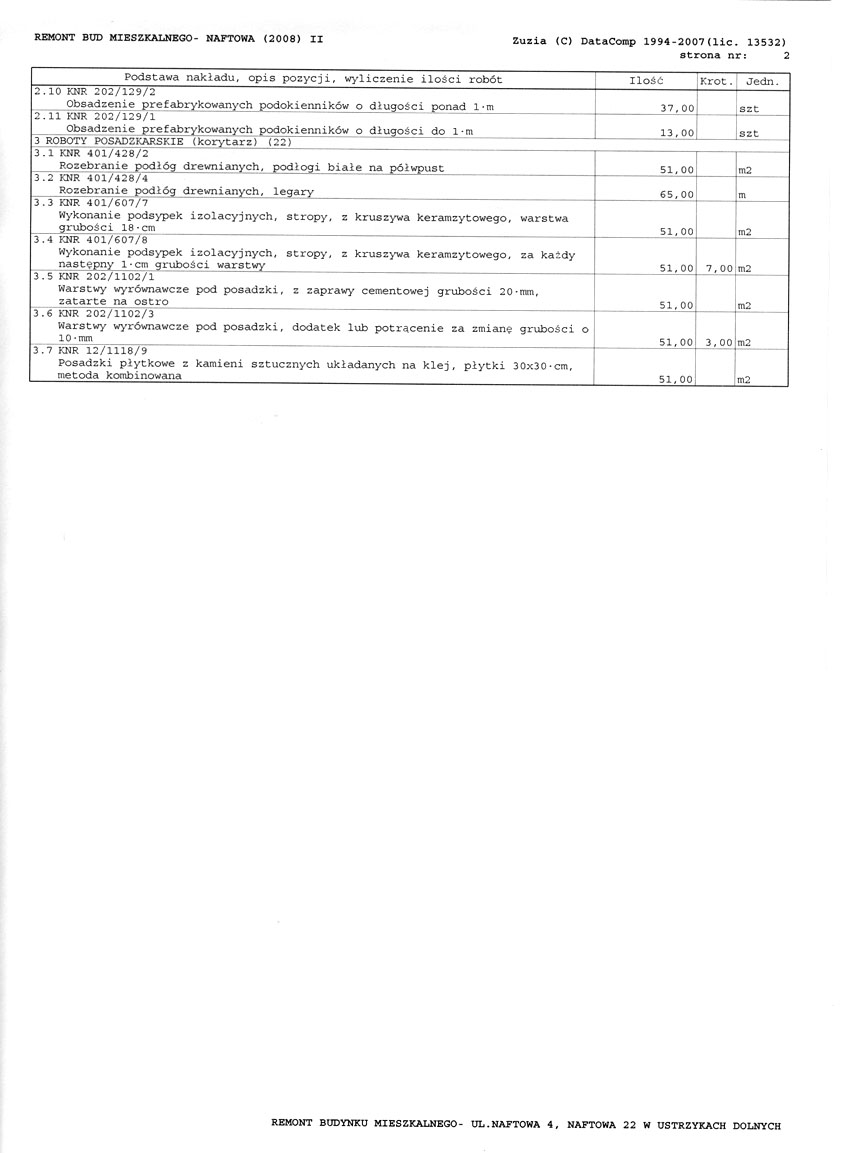 REMONT BUD MIESZKALNEGO- NAFTOWA (2008) II
Zuzia (C) DataComp 1994-2007(lic. 13532)
strona nr: 2
Podstawa nakładu, opis pozycji, wyliczenie ilości robót Ilość Krot. Jedn.
2.10 KNR 202/129/2
Obsadzenie prefabrykowanych podokienników o długości ponad 1·m 37,00 szt
2.11 KNR 202/129/1
Obsadzenie prefabrykowanych podokienników o długości do 1·m 13,00 szt
3 ROBOTY POSADZKARSKIE (korytarz) (22)
3.1 KNR 401/428/2
Rozebranie podłóg drewnianych, podłogi białe na półwpust 51,00 m2
3.2 KNR 401/428/4
Rozebranie podłóg drewnianych, legary 65,00 m
3.3 KNR 401/607/7
Wykonanie podsypek izolacyjnych, stropy, z kruszywa keramzytowego, warstwa
grubości 18·cm 51,00 m2
3.4 KNR 401/607/8
Wykonanie podsypek izolacyjnych, stropy, z kruszywa keramzytowego, za każdy
następny 1·cm grubości warstwy 51,00 7,00 m2
3.5 KNR 202/1102/1
Warstwy wyrównawcze pod posadzki, z zaprawy cementowej grubości 20·mm,
zatarte na ostro 51,00 m2
3.6 KNR 202/1102/3
Warstwy wyrównawcze pod posadzki, dodatek lub potrącenie za zmianę grubości o
10·mm 51,00 3,00 m2
3.7 KNR 12/1118/9
Posadzki płytkowe z kamieni sztucznych układanych na klej, płytki 30x30·cm,
metoda kombinowana 51,00 m2
REMONT BUDYNKU MIESZKALNEGO- UL.NAFTOWA 4, NAFTOWA 22 W USTRZYKACH DOLNYCH